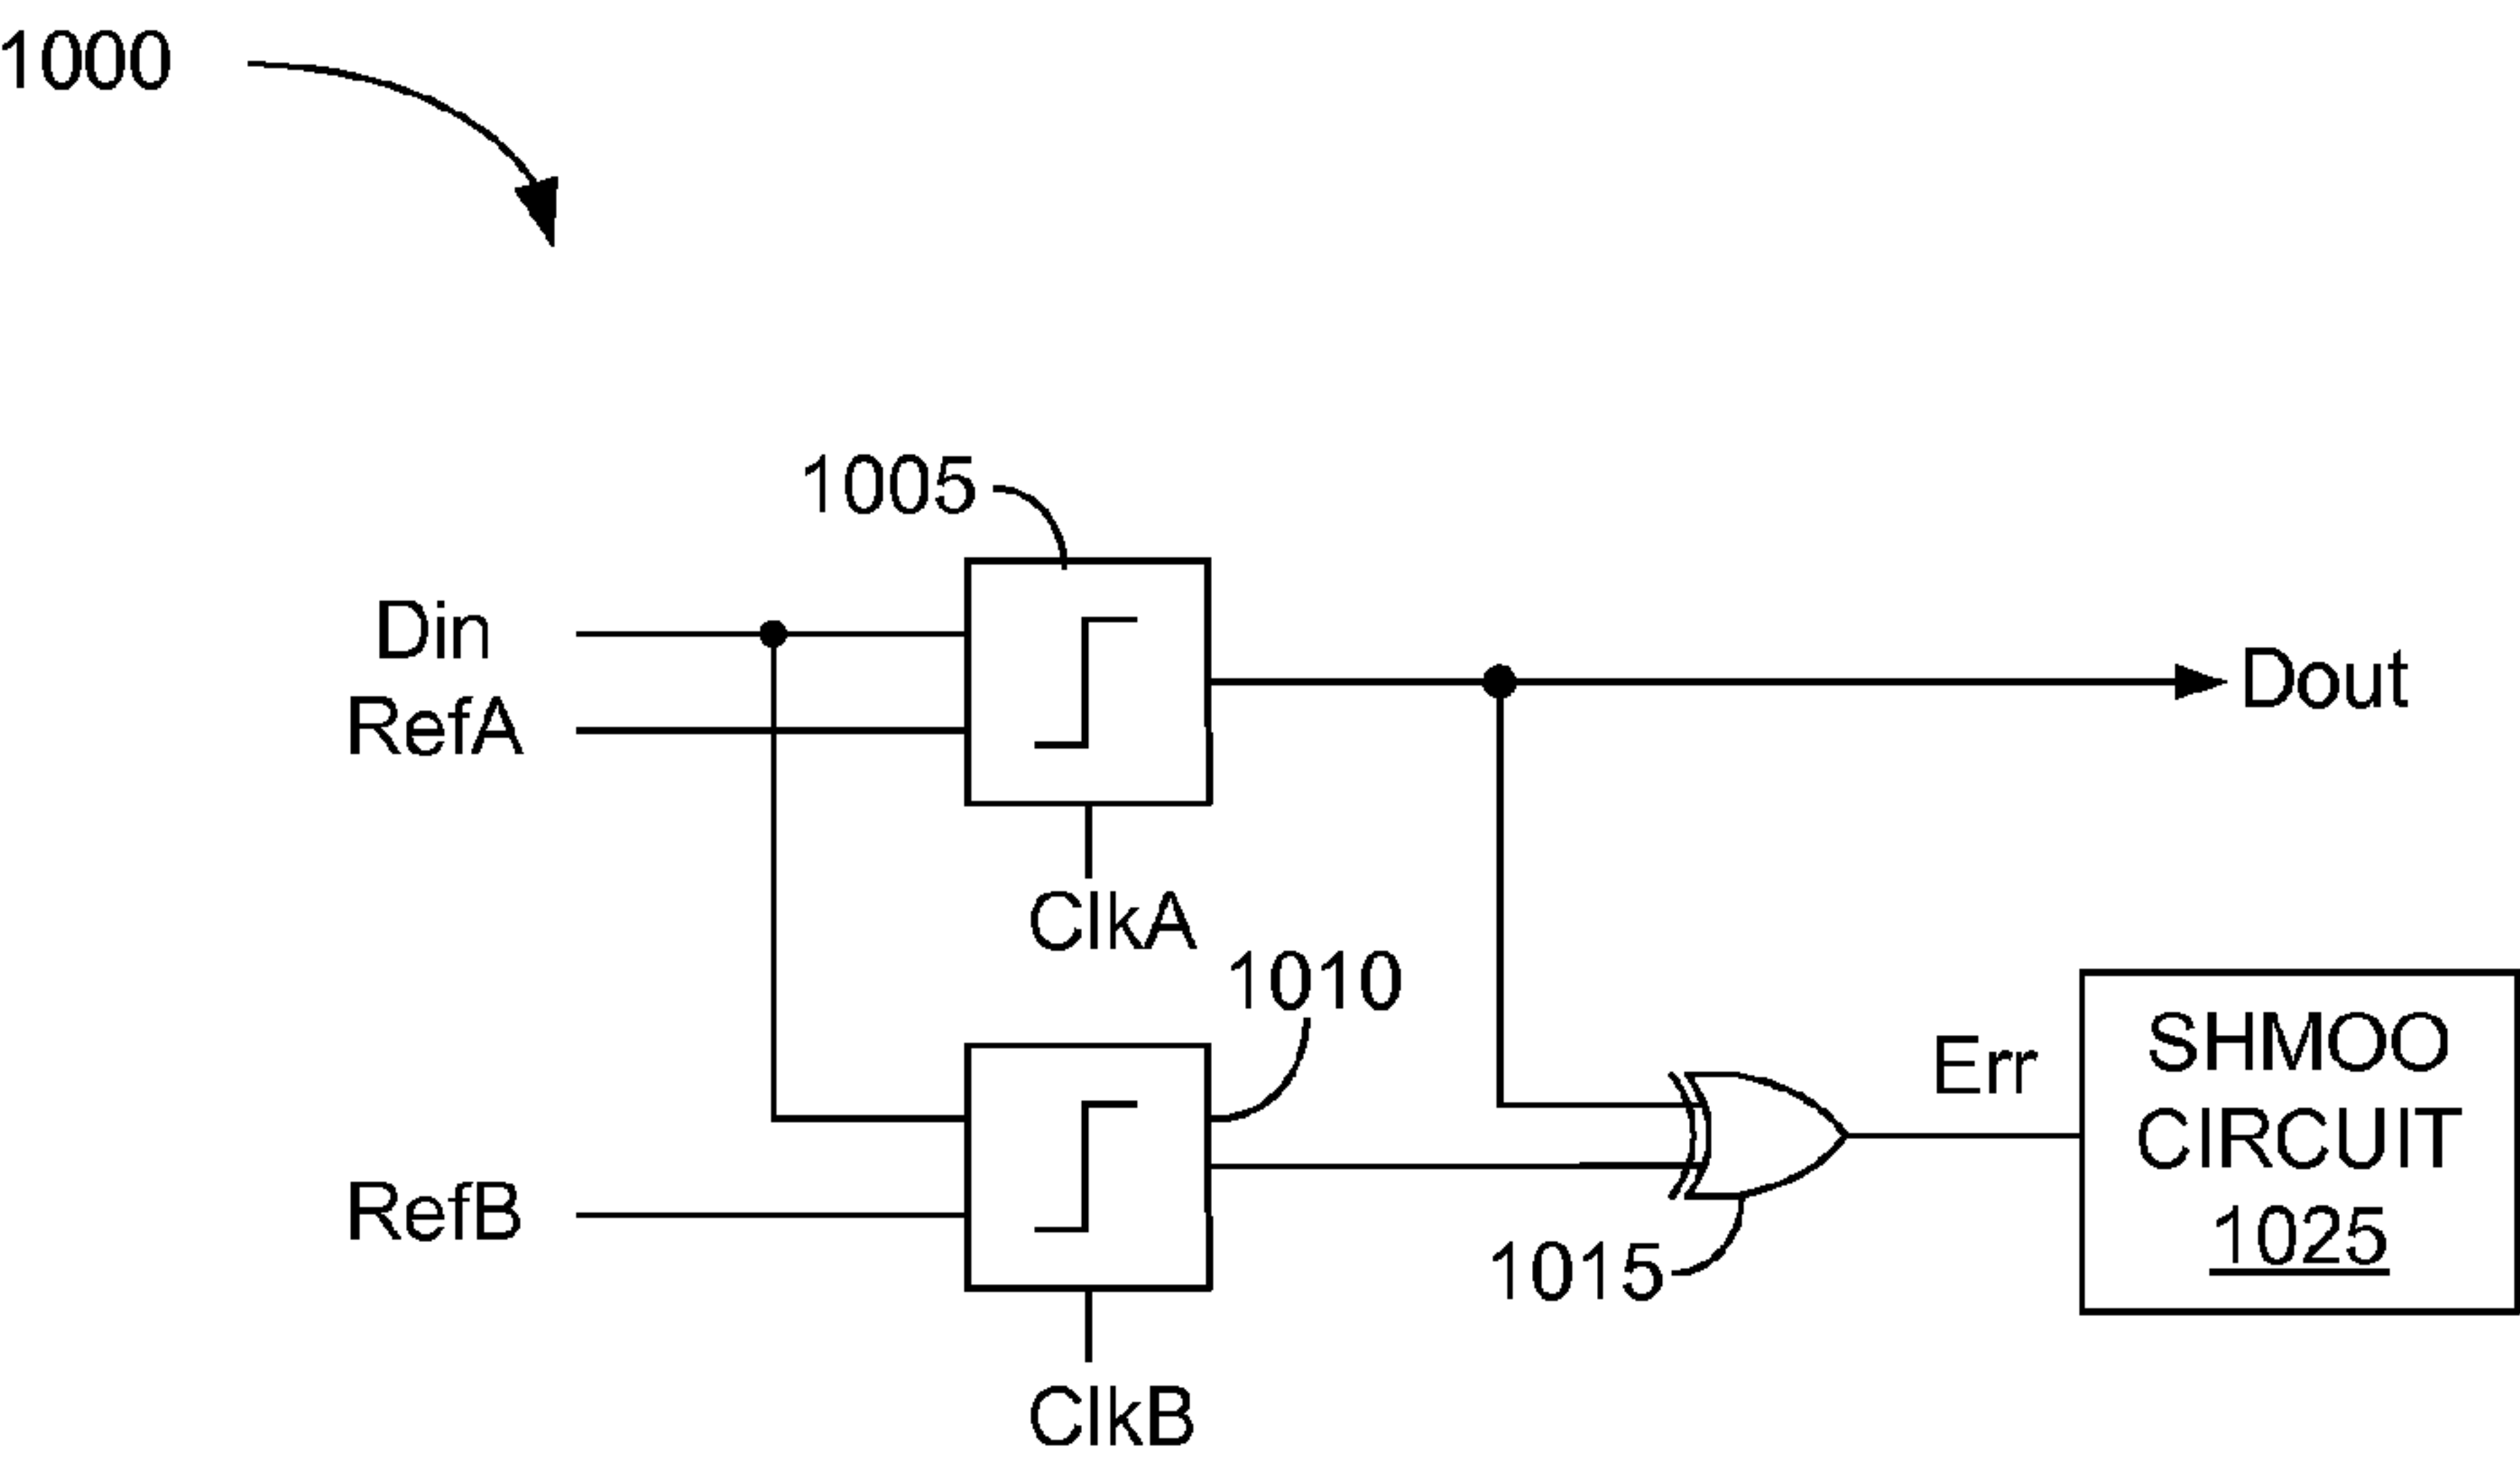 1000
1005
Din
RefA
Dout
ClkA
1010
Err
SHMOO
CIRCUIT
1025
RefB
1015
ClkB